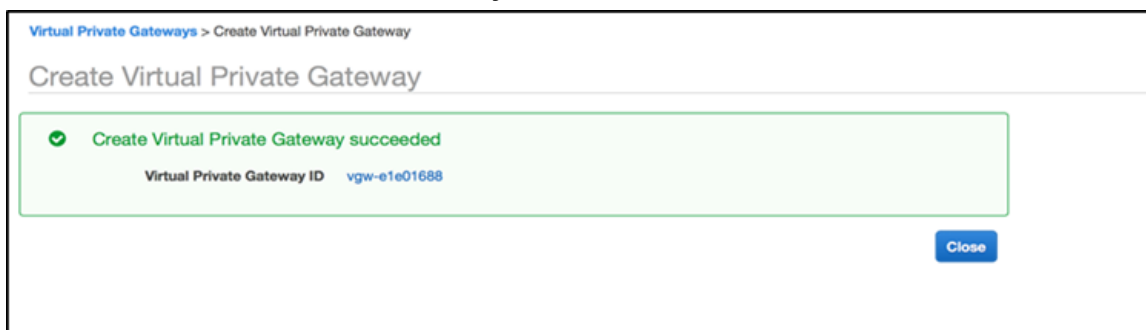 Virtual Private Gateways > Create Virtual Private Gateway
Create Virtual Private Gateway
Create Virtual Private Gateway succeeded
Virtual Private Gateway ID vgw-e1e01688
Close